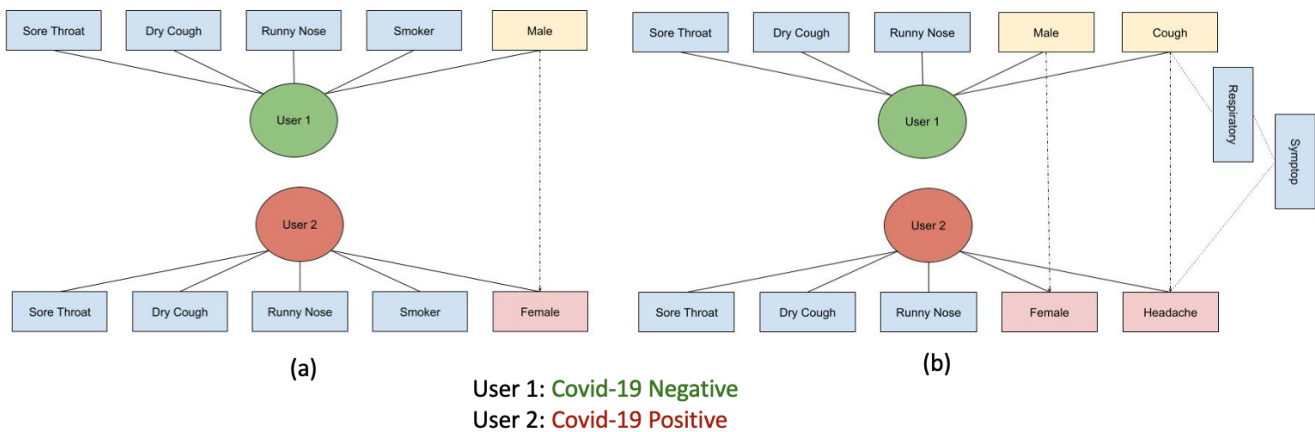 Sore Throat Dry Cough Runny Nose Smoker Male
User 1
User 2
Sore Throat Dry Cough Runny Nose Smoker Female
(a)
Sore Throat Dry Cough Runny Nose Male Cough
Respiratory
Symptop
User 1
User 2
Sore Throat Dry Cough Runny Nose Female Headache
(b)
User 1: Covid-19 Negative
User 2: Covid-19 Positive